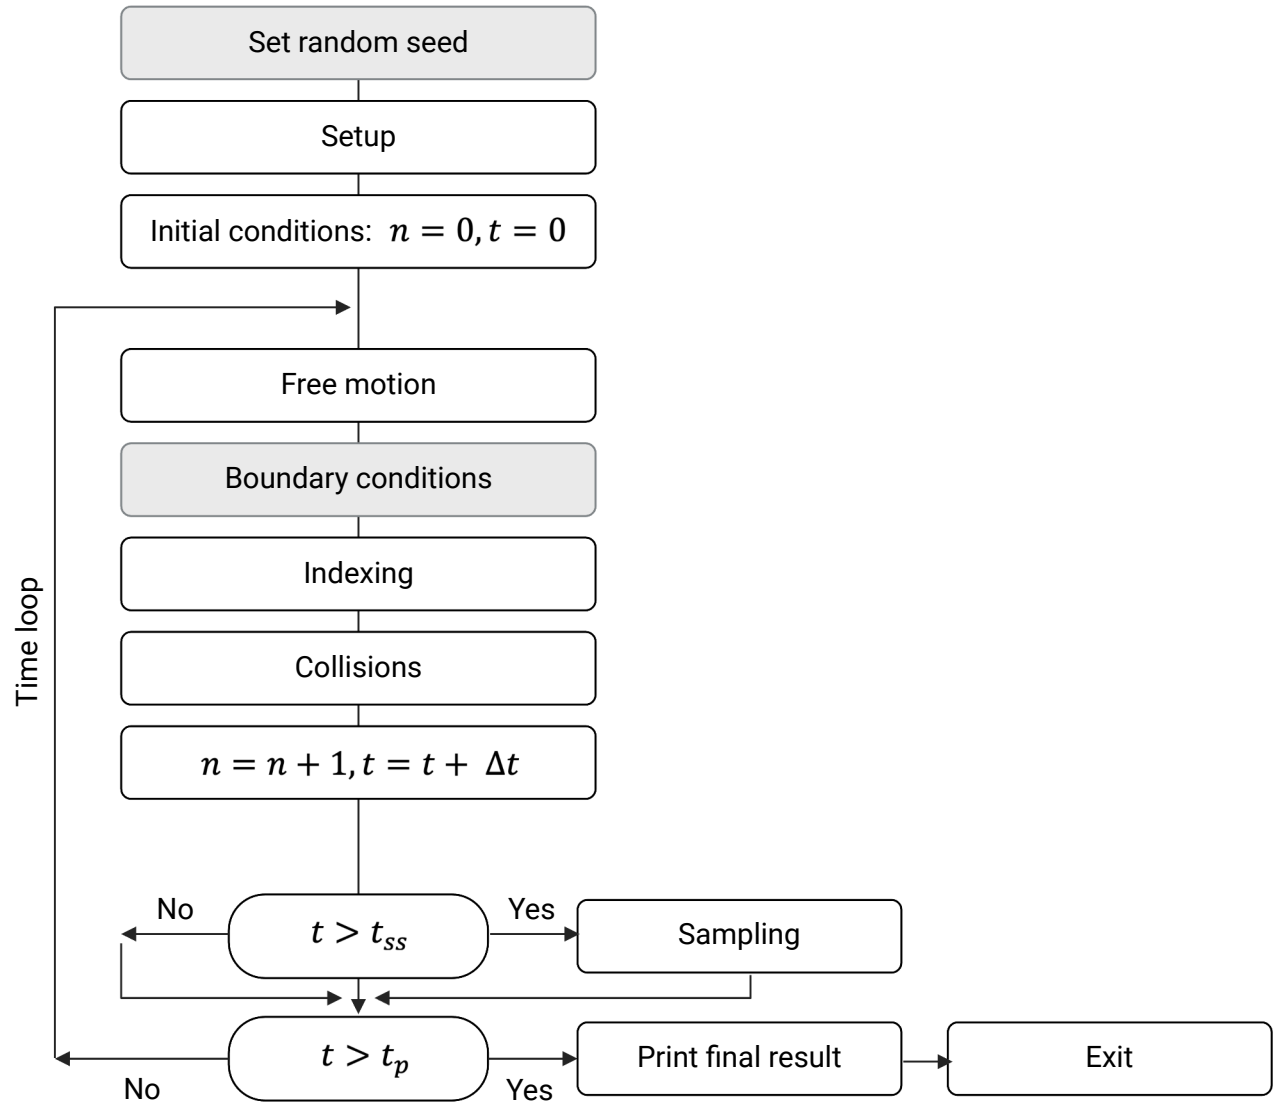 Set random seed
Setup
Initial conditions: n = 0, t = 0
Free motion
Boundary conditions
Indexing
Collisions
n = n + 1, t = t + Δt
Time loop
No
t > t_ss
Yes
Sampling
t > t_p
No
Yes
Print final result
Exit